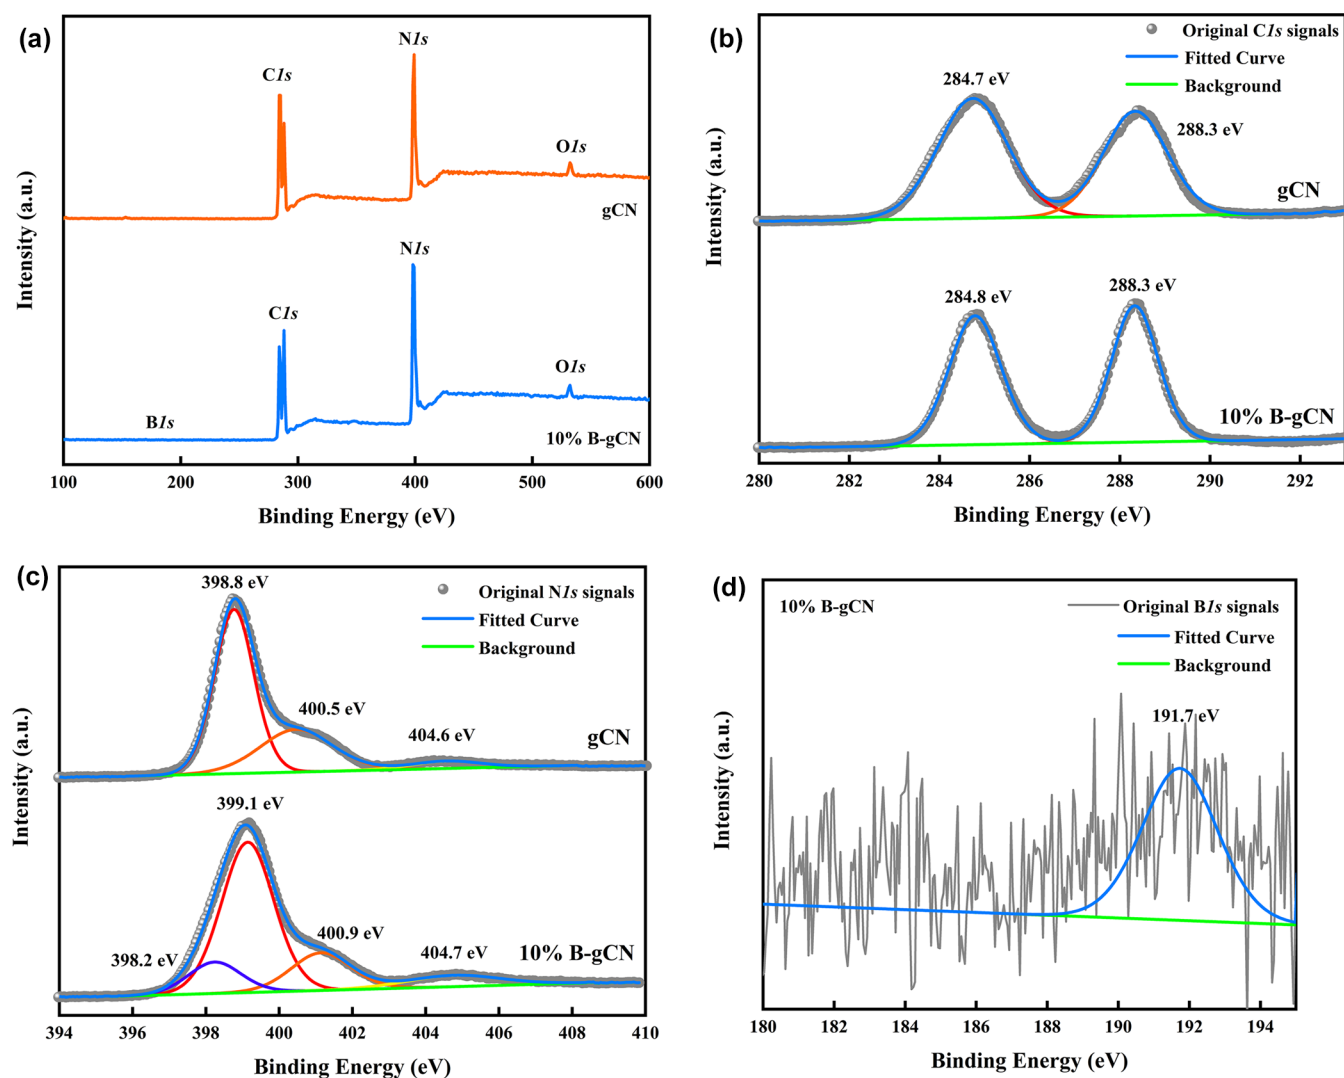 (a)
N1s
C1s
O1s
gCN
N1s
C1s
O1s
B1s
10% B-gCN
Intensity (a.u.)
100 200 300 400 500 600
Binding Energy (eV)
(b)
Original C1s signals
Fitted Curve
Background
284.7 eV
288.3 eV
gCN
284.8 eV
288.3 eV
10% B-gCN
Intensity (a.u.)
280 282 284 286 288 290 292
Binding Energy (eV)
(c)
398.8 eV
Original N1s signals
Fitted Curve
Background
400.5 eV
404.6 eV
gCN
399.1 eV
400.9 eV
404.7 eV
398.2 eV
10% B-gCN
Intensity (a.u.)
394 396 398 400 402 404 406 408 410
Binding Energy (eV)
(d)
10% B-gCN
Original B1s signals
Fitted Curve
Background
191.7 eV
Intensity (a.u.)
180 182 184 186 188 190 192 194
Binding Energy (eV)